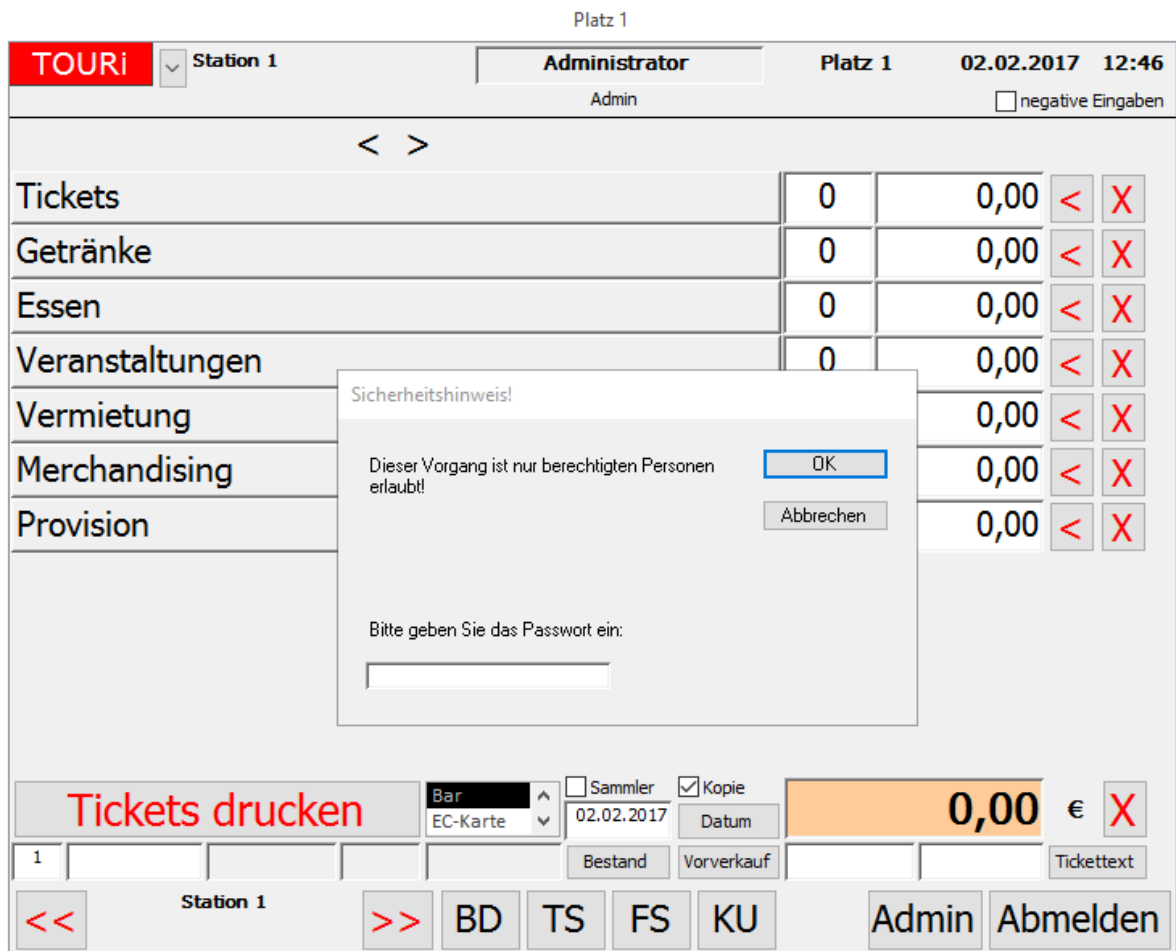 Platz 1
TOURi Station 1 Administrator Platz 1 02.02.2017 12:46
Admin negative Eingaben
< >
Tickets 0 0,00 < X
Getränke 0 0,00 < X
Essen 0 0,00 < X
Veranstaltungen 0 0,00 < X
Vermietung 0,00 < X
Merchandising 0,00 < X
Provision 0,00 < X
Sicherheitshinweis!
Dieser Vorgang ist nur berechtigten Personen
erlaubt!
OK
Abbrechen
Bitte geben Sie das Passwort ein:
Tickets drucken
Bar
EC-Karte
Sammler Kopie
02.02.2017 Datum
0,00 € X
1 Bestand Vorverkauf Tickettext
<< Station 1 >> BD TS FS KU Admin Abmelden